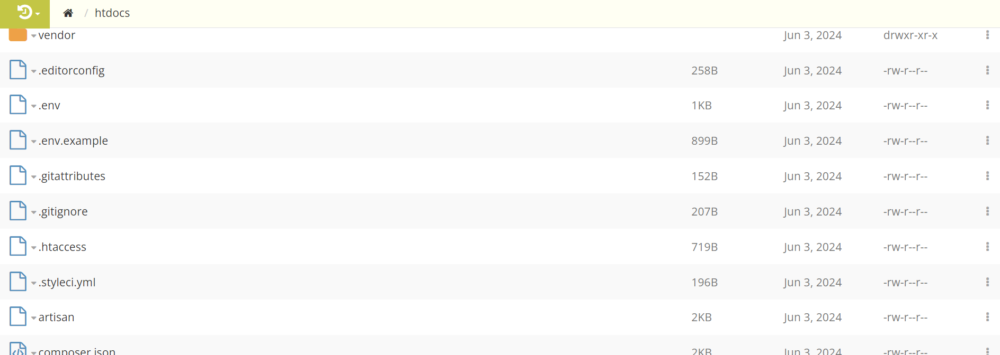 / htdocs
vendor Jun 3, 2024 drwxr-xr-x
.editorconfig 258B Jun 3, 2024 -rw-r--r--
.env 1KB Jun 3, 2024 -rw-r--r--
.env.example 899B Jun 3, 2024 -rw-r--r--
.gitattributes 152B Jun 3, 2024 -rw-r--r--
.gitignore 207B Jun 3, 2024 -rw-r--r--
.htaccess 719B Jun 3, 2024 -rw-r--r--
.styleci.yml 196B Jun 3, 2024 -rw-r--r--
artisan 2KB Jun 3, 2024 -rw-r--r--
composer.json 2KB Jun 3, 2024 -rw-r--r--